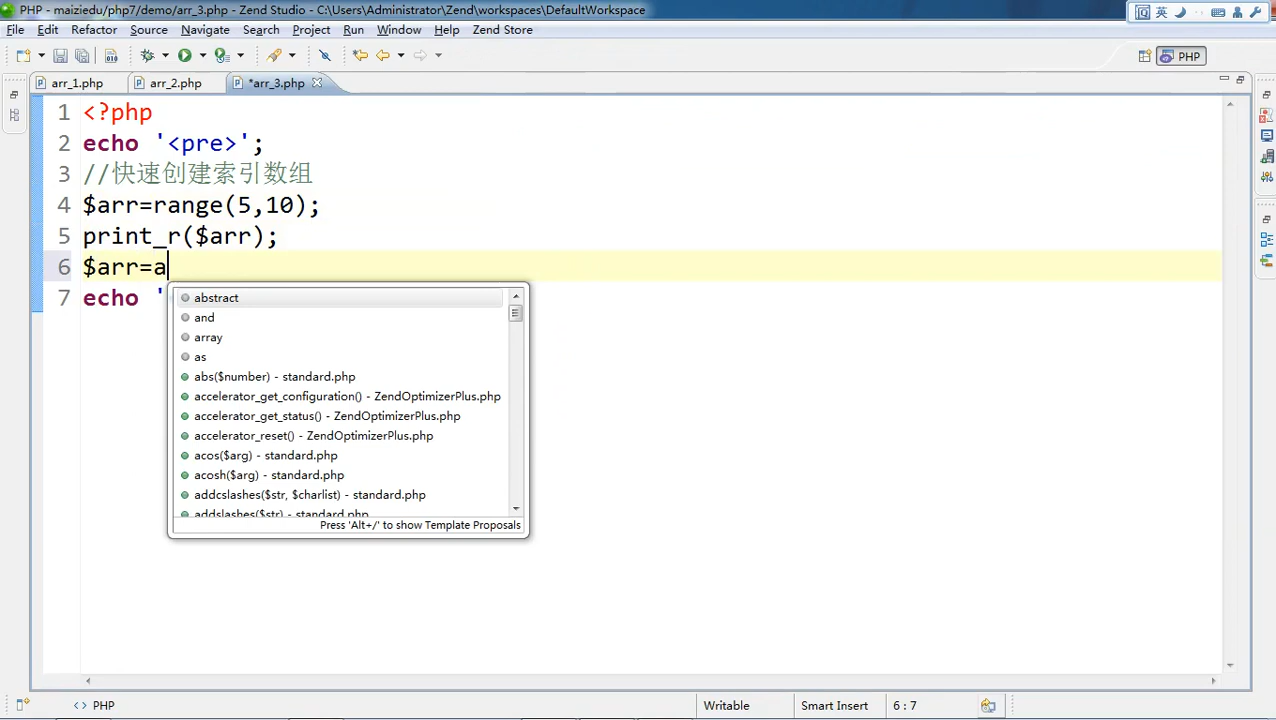 PHP - maiziedu/php7/demo/arr_3.php - Zend Studio - C:\Users\Administrator\Zend\workspaces\DefaultWorkspace
英
File Edit Refactor Source Navigate Search Project Run Window Help Zend Store
PHP
arr_1.php arr_2.php *arr_3.php
1 <?php
2 echo '<pre>';
3 //快速创建索引数组
4 $arr=range(5,10);
5 print_r($arr);
6 $arr=a
7 echo '
abstract
and
array
as
abs($number) - standard.php
accelerator_get_configuration() - ZendOptimizerPlus.php
accelerator_get_status() - ZendOptimizerPlus.php
accelerator_reset() - ZendOptimizerPlus.php
acos($arg) - standard.php
acosh($arg) - standard.php
addcslashes($str, $charlist) - standard.php
addslashes($str) - standard.php
Press 'Alt+/' to show Template Proposals
<> PHP Writable Smart Insert 6 : 7